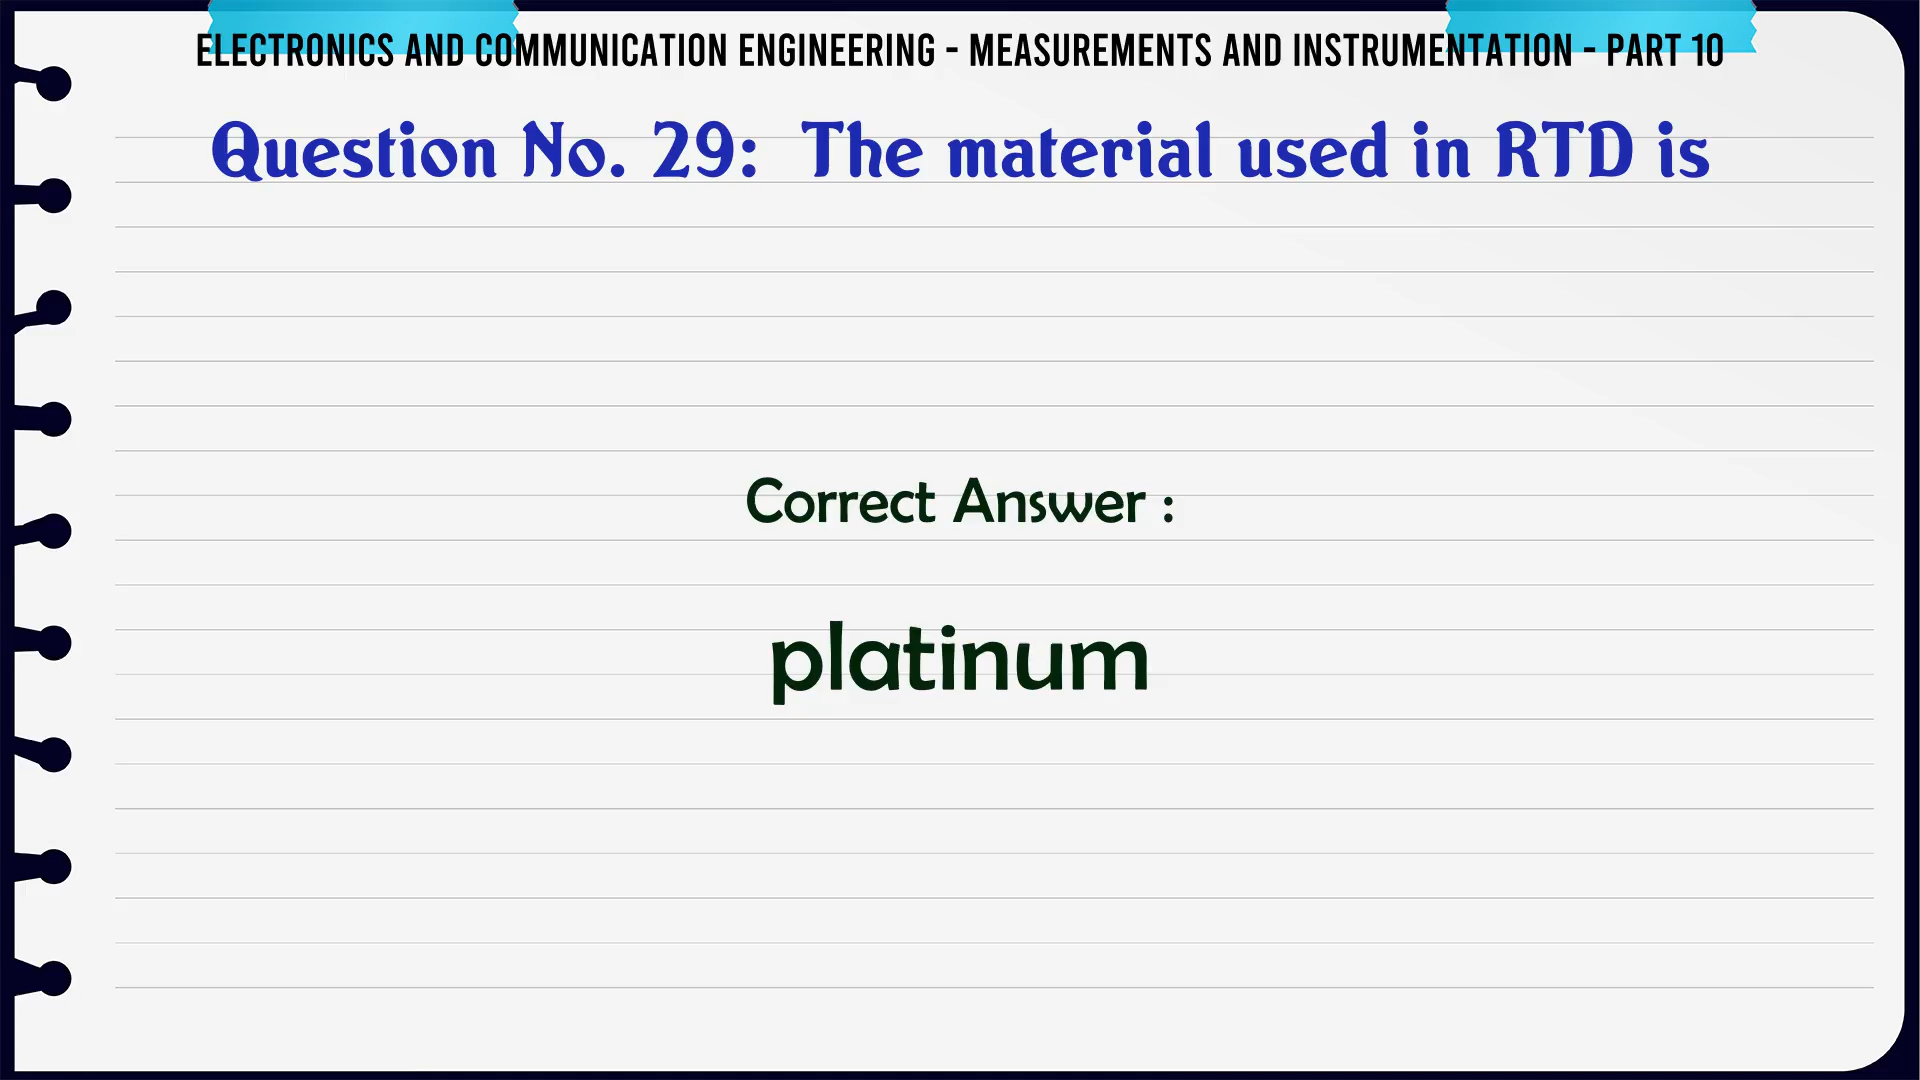 ELECTRONICS AND COMMUNICATION ENGINEERING - MEASUREMENTS AND INSTRUMENTATION - PART 10
Question No. 29: The material used in RTD is
Correct Answer :
platinum